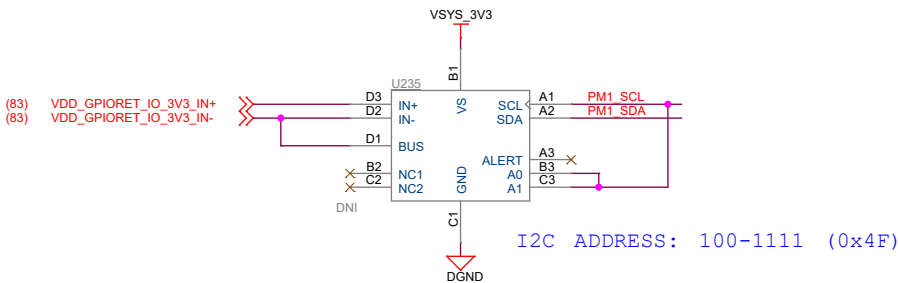 VSYS_3V3
B1
U235
(83) VDD_GPIORET_IO_3V3_IN+ D3 IN+ VS SCL A1 PM1_SCL
(83) VDD_GPIORET_IO_3V3_IN- D2 IN- SDA A2 PM1_SDA
D1 BUS
ALERT A3
B2 NC1 A0 B3
C2 NC2 GND A1 C3
DNI
C1
I2C ADDRESS: 100-1111 (0x4F)
DGND